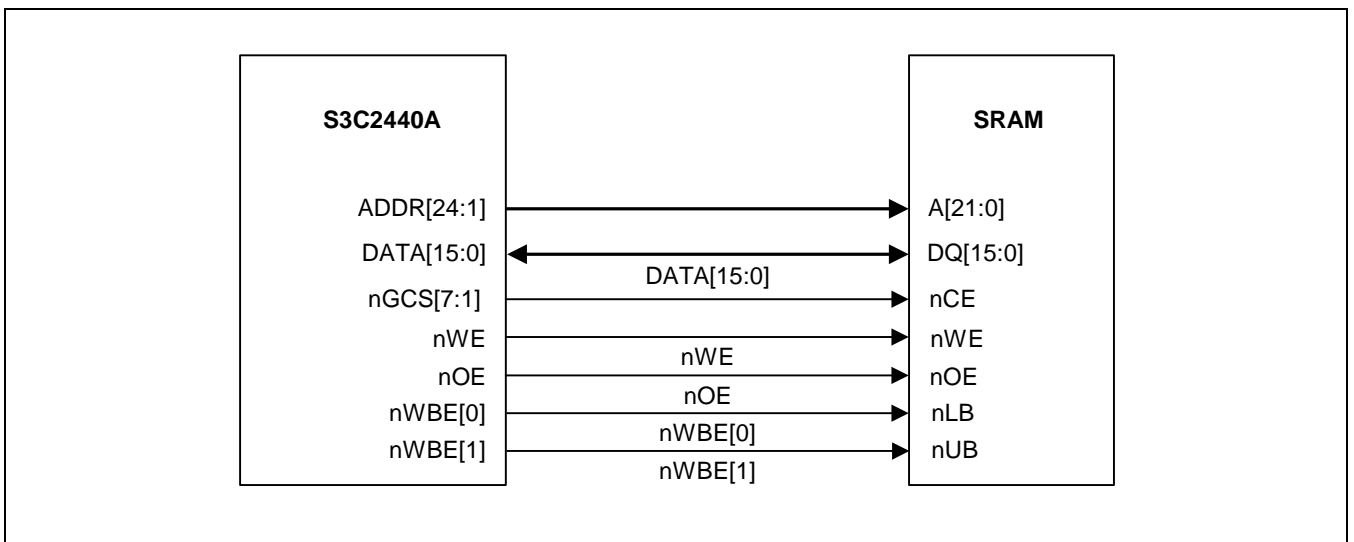 S3C2440A
SRAM
ADDR[24:1]
A[21:0]
DATA[15:0]
DQ[15:0]
DATA[15:0]
nGCS[7:1]
nCE
nWE
nWE
nWE
nOE
nOE
nOE
nWBE[0]
nLB
nWBE[0]
nWBE[1]
nUB
nWBE[1]